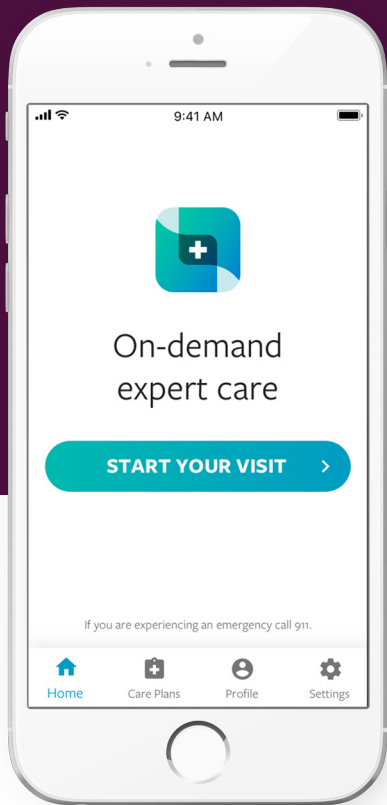 9:41 AM
On-demand
expert care
START YOUR VISIT
If you are experiencing an emergency call 911.
Home Care Plans Profile Settings